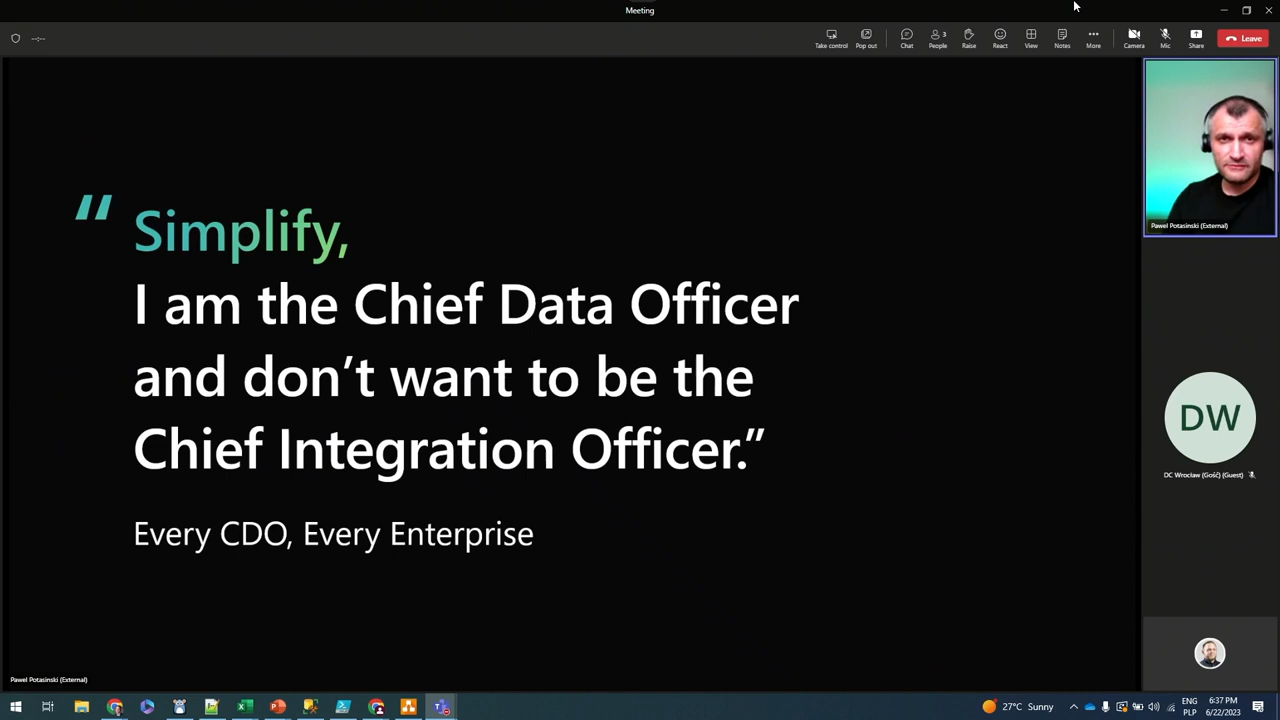 Meeting
--:--
Take control
Pop out
Chat
3
People
Raise
React
View
Notes
More
Camera
Mic
Share
Leave
“Simplify,
I am the Chief Data Officer
and don’t want to be the
Chief Integration Officer.”
Every CDO, Every Enterprise
Pawel Potasinski (External)
Pawel Potasinski (External)
DW
DC Wrocław (Gość) (Guest)
27°C Sunny
ENG
PLP
6:37 PM
6/22/2023